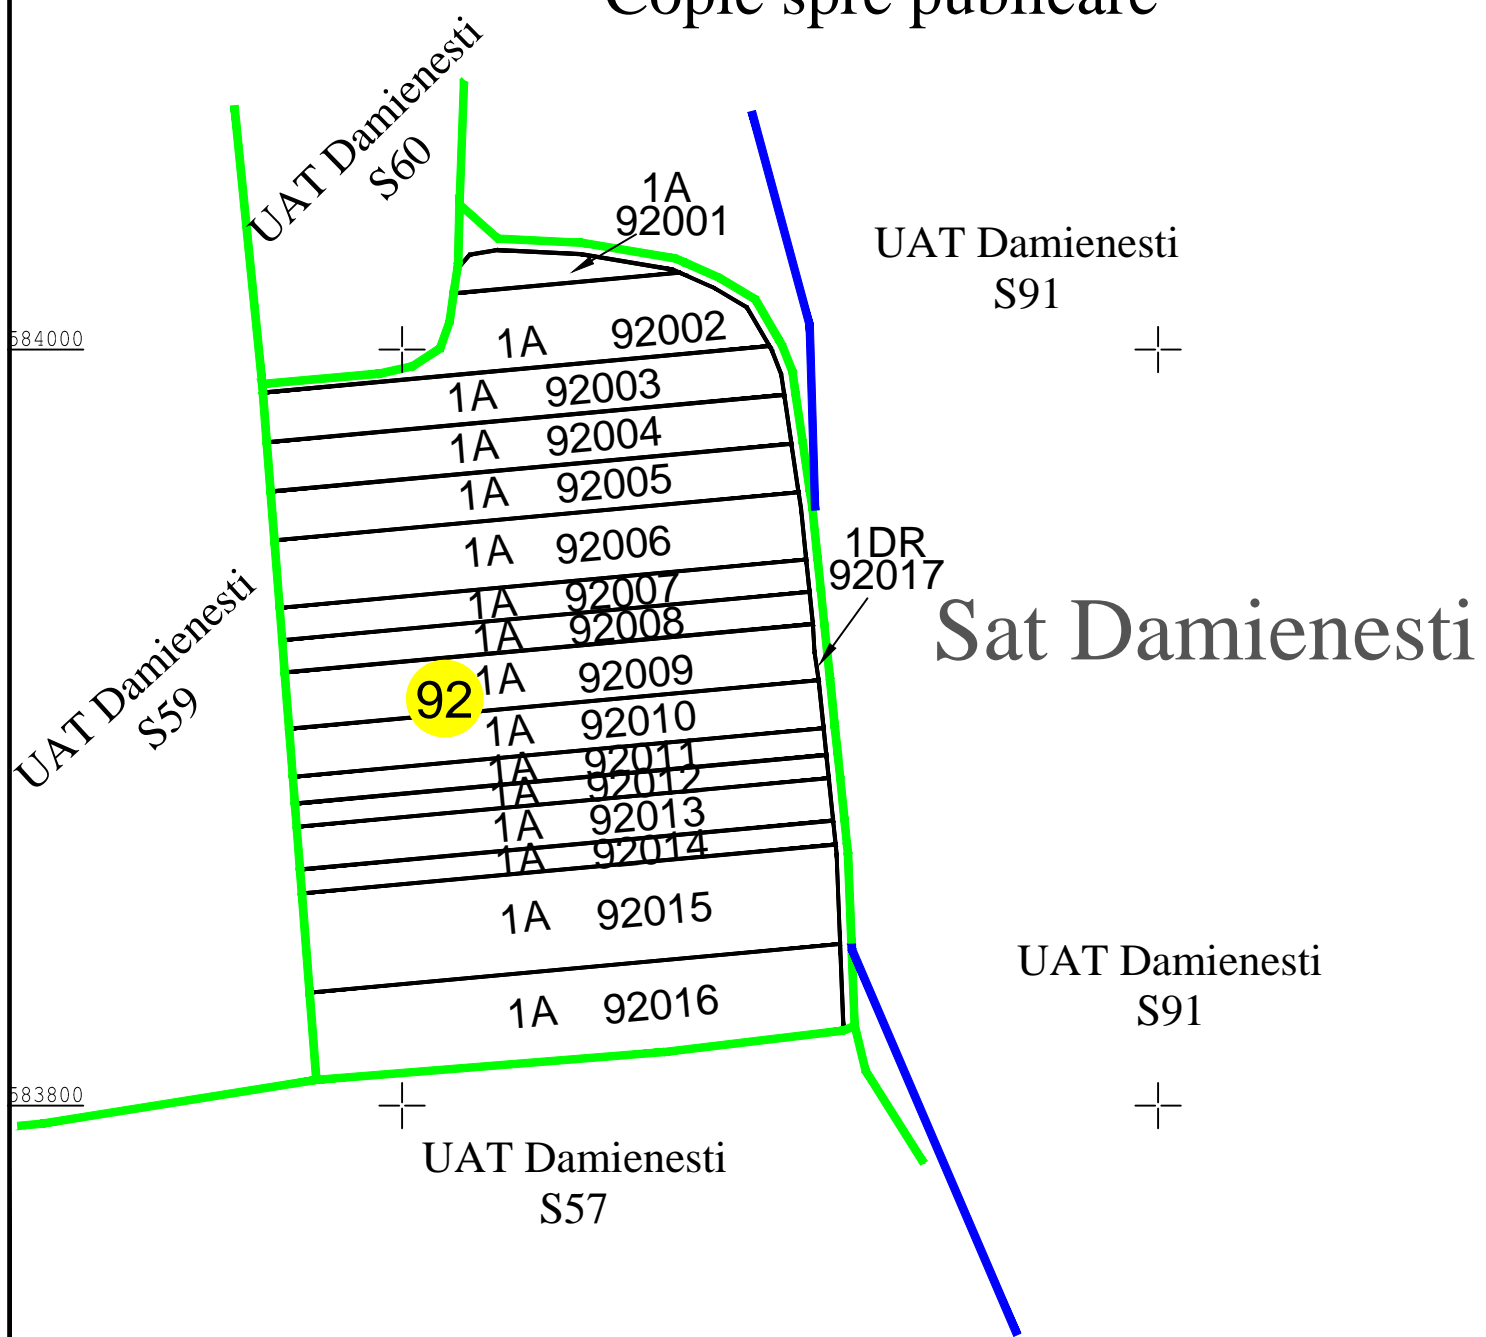 Copie spre publicare
UAT Damienesti
S60
1A
92001
UAT Damienesti
S91
584000
1A 92002
1A 92003
1A 92004
1A 92005
1A 92006
1DR
92017
1A 92007
1A 92008
Sat Damienesti
UAT Damienesti
S59
1A 92009
92
1A 92010
1A 92011
1A 92012
1A 92013
1A 92014
1A 92015
UAT Damienesti
S91
1A 92016
583800
UAT Damienesti
S57